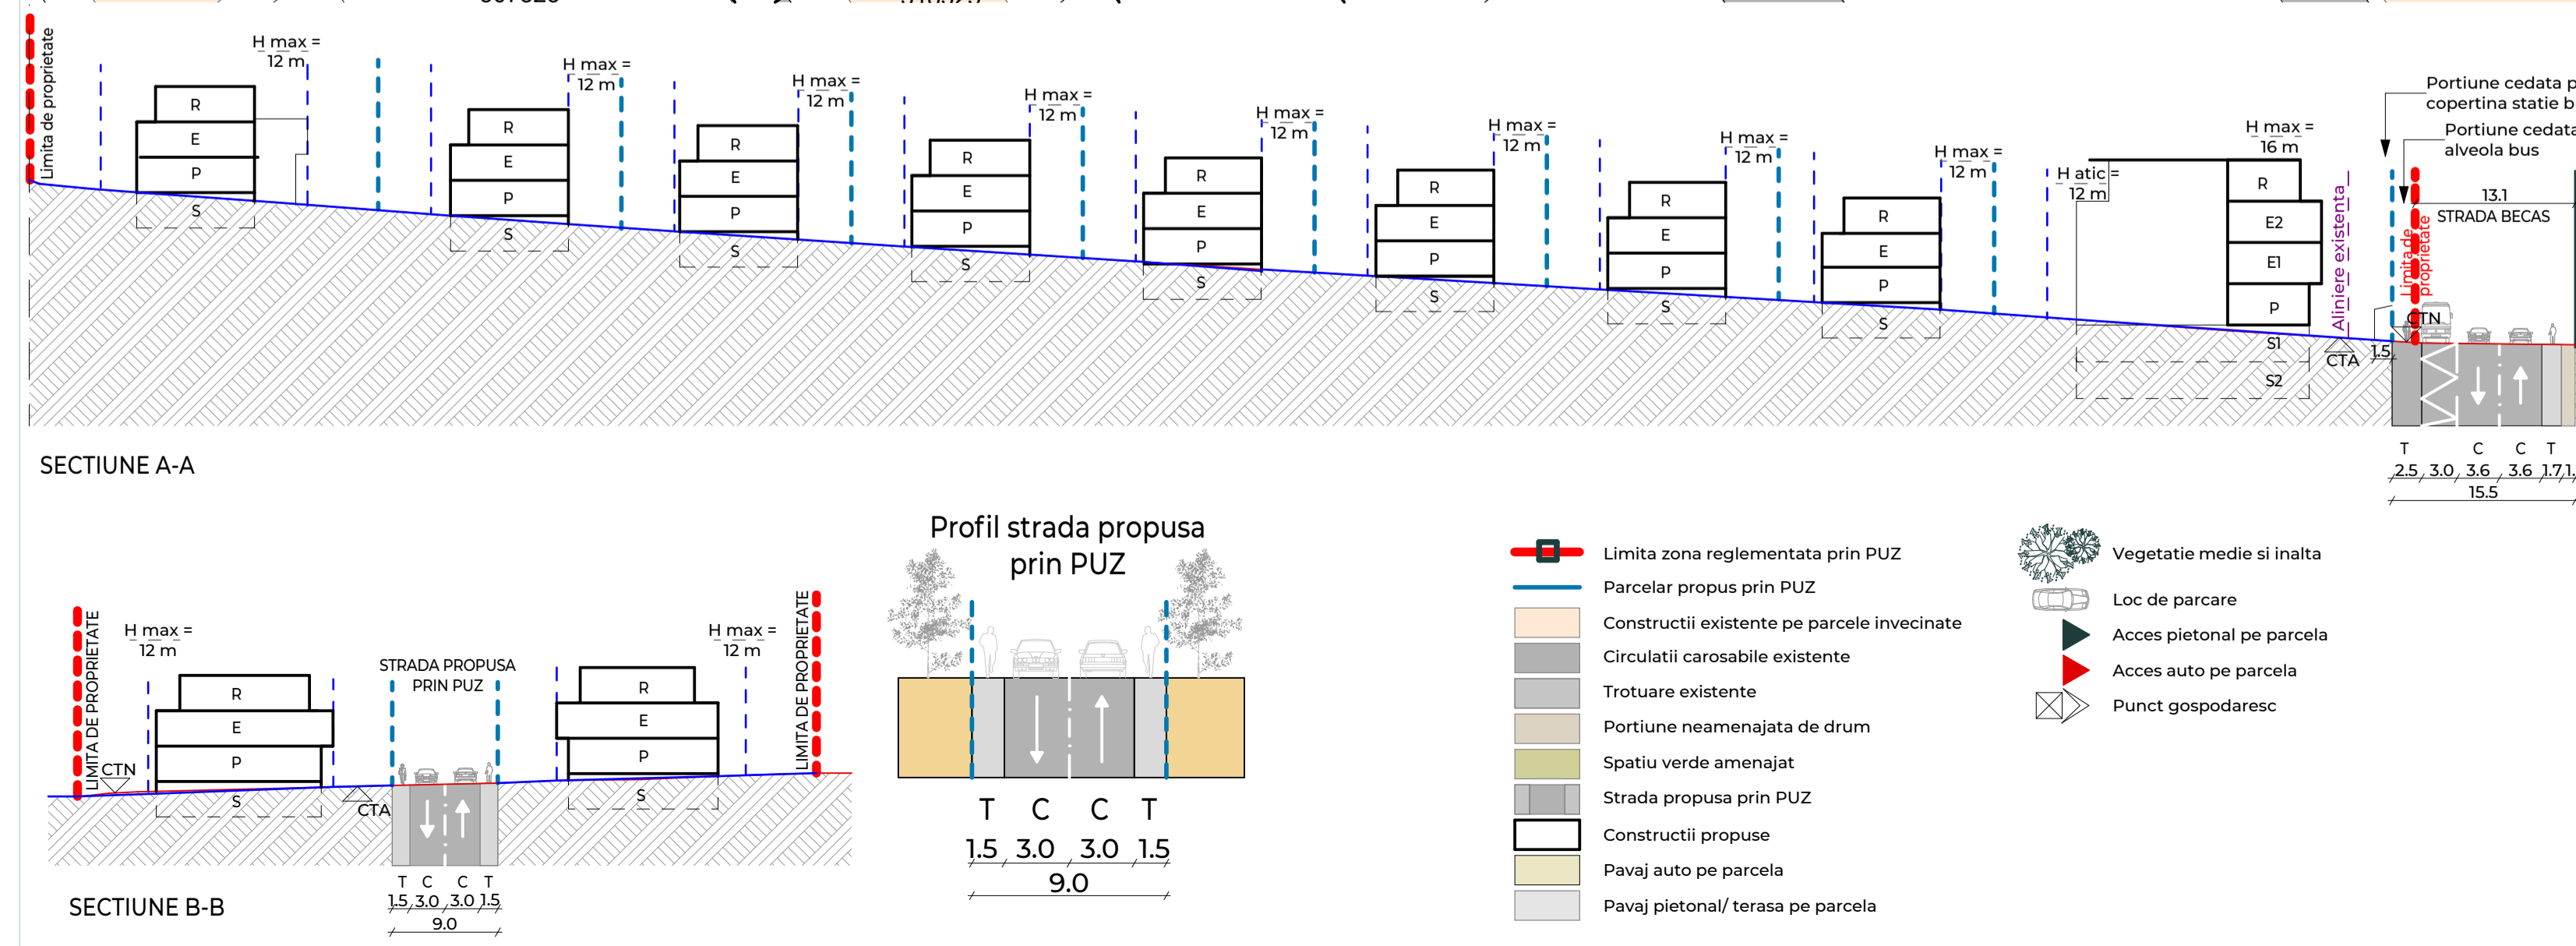 Limita de proprietate
H max =
12 m
R
E
P
S
H max =
12 m
R
E
P
S
H max =
12 m
R
E
P
S
H max =
12 m
R
E
P
S
H max =
12 m
R
E
P
S
H max =
12 m
R
E
P
S
H max =
12 m
R
E
P
S
H max =
12 m
R
E
P
S
H atic =
12 m
H max =
16 m
R
E2
E1
P
S1
S2
Aliniere existenta
CTA
1.5
Portiune cedata
copertina statie
Portiune cedata
alveola bus
13.1
STRADA BECAS
Limita de
proprietate
CTN
T C C T
2.5 3.0 3.6 3.6 1.7
15.5
SECTIUNE A-A
LIMITA DE PROPRIETATE
H max =
12 m
R
E
P
S
CTN
STRADA PROPUSA
PRIN PUZ
CTA
H max =
12 m
R
E
P
S
LIMITA DE PROPRIETATE
T C C T
1.5 3.0 3.0 1.5
9.0
SECTIUNE B-B
Profil strada propusa
prin PUZ
T C C T
1.5 3.0 3.0 1.5
9.0
Limita zona reglementata prin PUZ
Parcelar propus prin PUZ
Constructii existente pe parcele invecinate
Circulatii carosabile existente
Trotuare existente
Portiune neamenajata de drum
Spatiu verde amenajat
Strada propusa prin PUZ
Constructii propuse
Pavaj auto pe parcela
Pavaj pietonal/ terasa pe parcela
Vegetatie medie si inalta
Loc de parcare
Acces pietonal pe parcela
Acces auto pe parcela
Punct gospodaresc